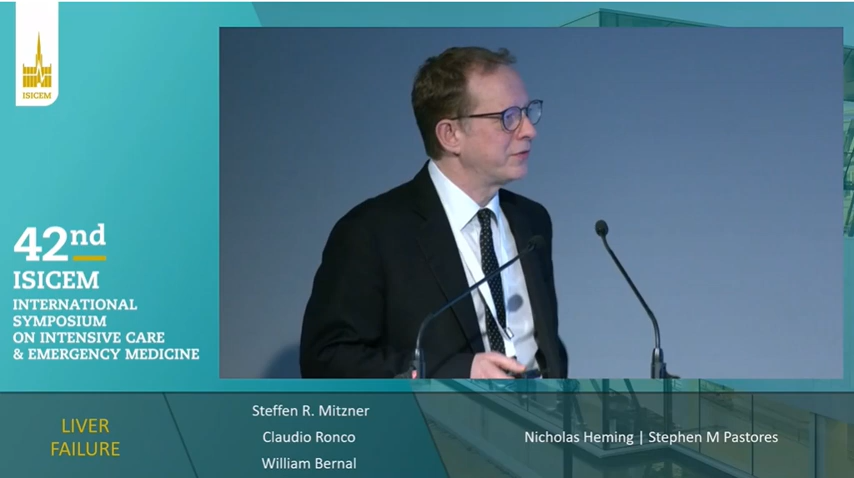 ISICEM
42nd
ISICEM
INTERNATIONAL
SYMPOSIUM
ON INTENSIVE CARE
& EMERGENCY MEDICINE
LIVER
FAILURE
Steffen R. Mitzner
Claudio Ronco
William Bernal
Nicholas Heming | Stephen M Pastores